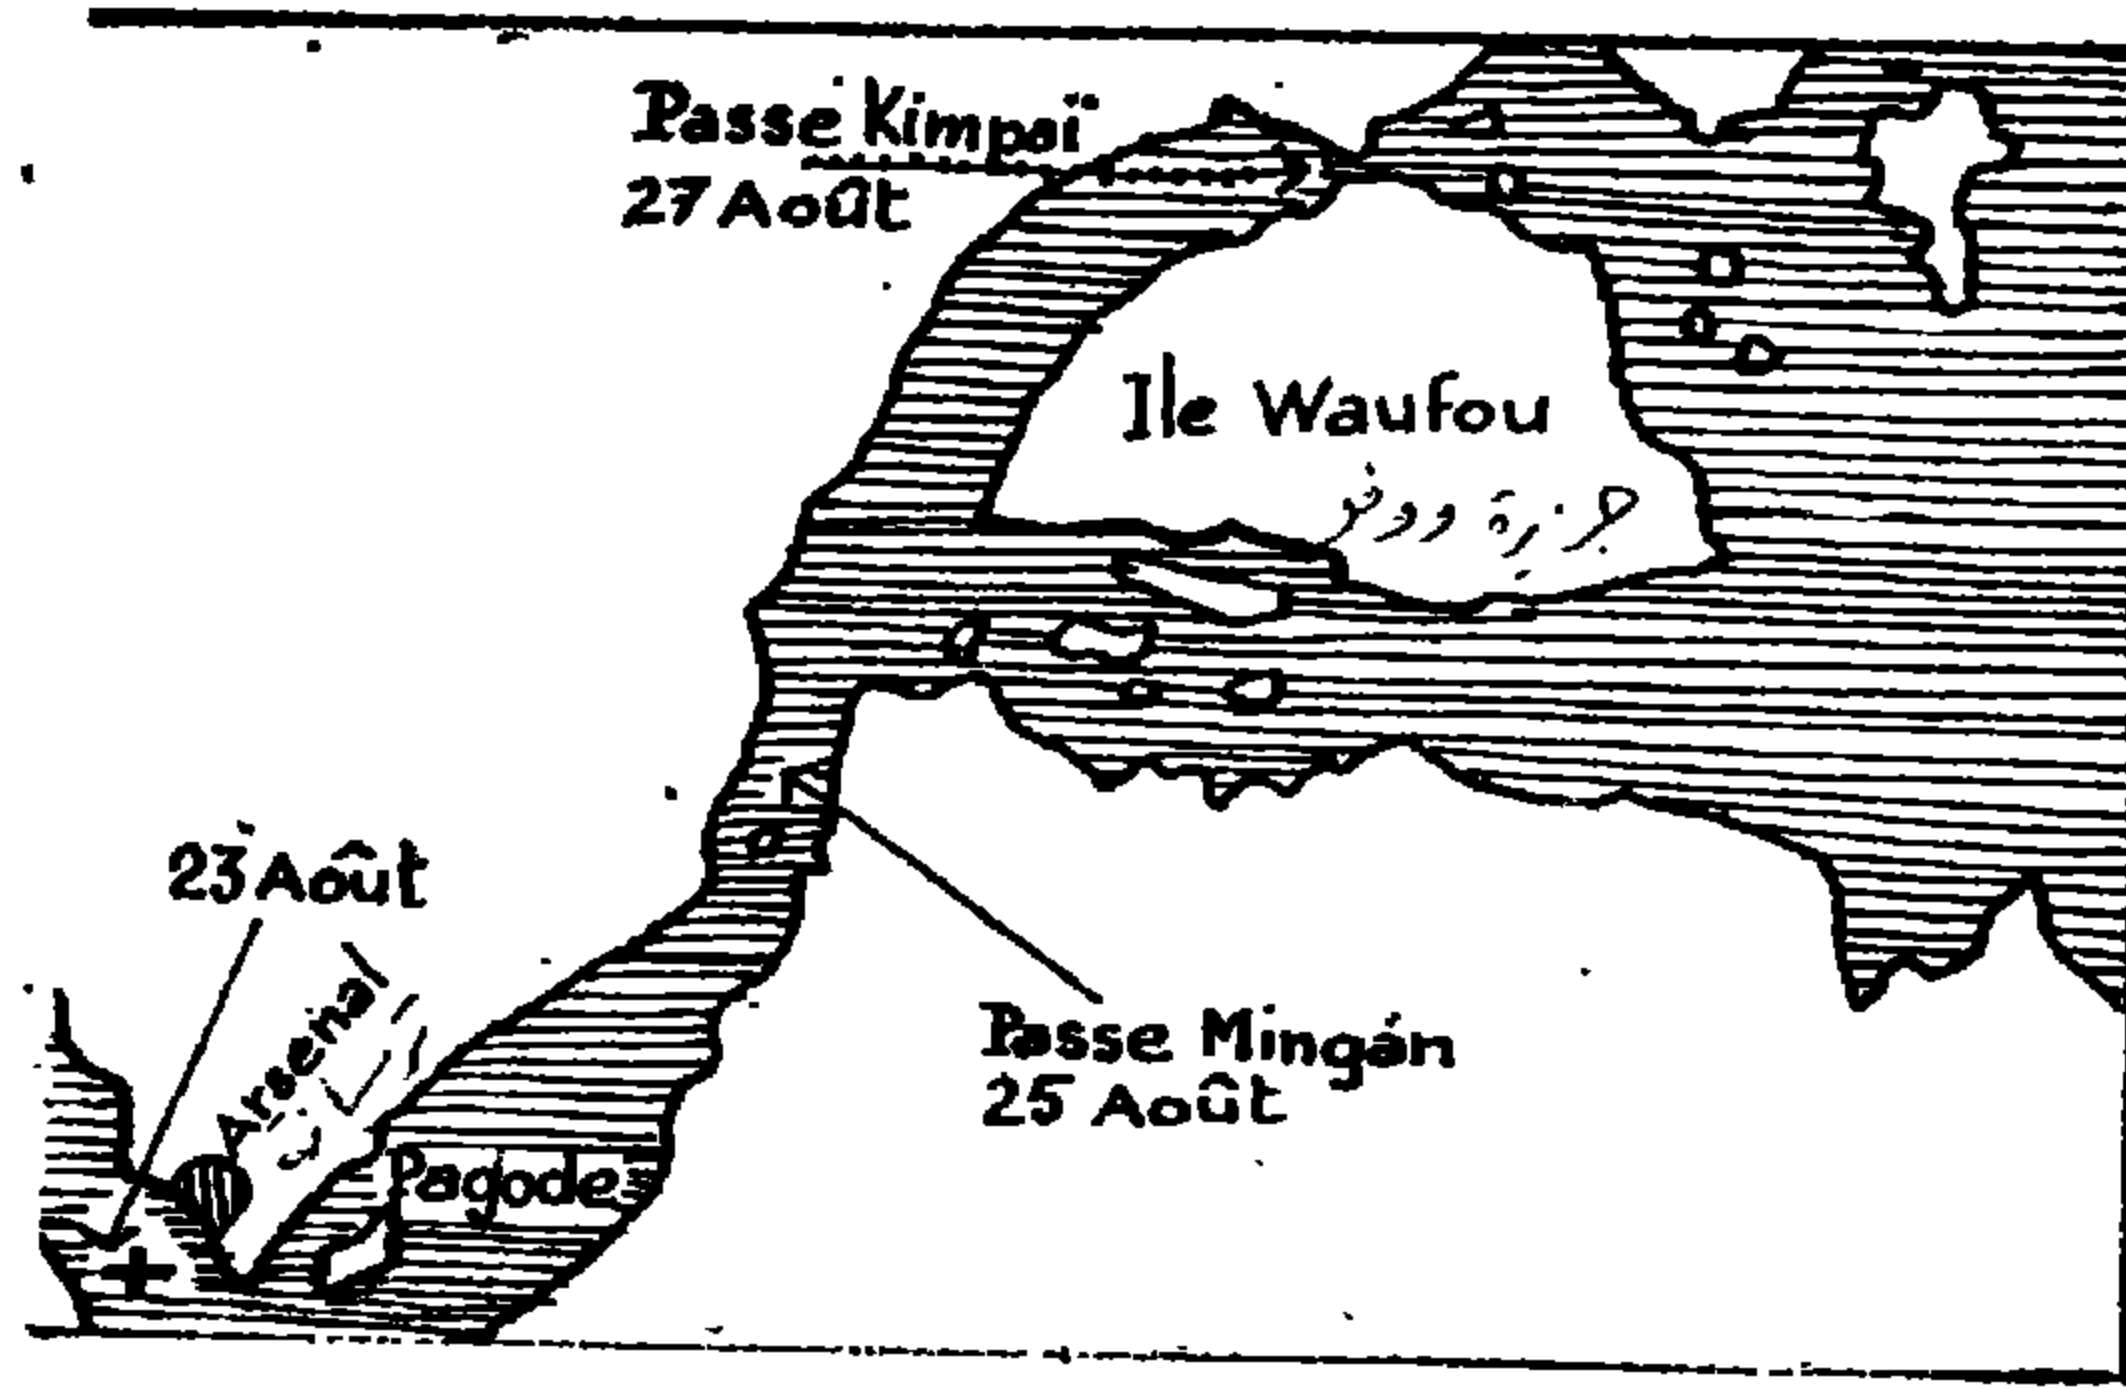 Passe Kimpaï
27 Août
Ile Waufou
جزيرة ووفو
23 Août
Arsenal
Passe Mingán
25 Août
Pagode